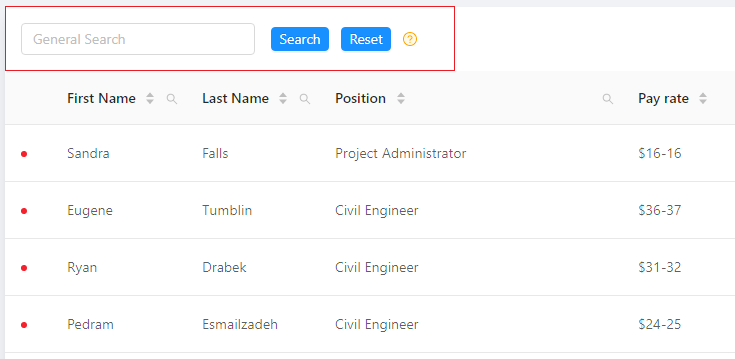 General Search Search Reset ?
First Name Last Name Position Pay rate
Sandra Falls Project Administrator $16-16
Eugene Tumblin Civil Engineer $36-37
Ryan Drabek Civil Engineer $31-32
Pedram Esmailzadeh Civil Engineer $24-25